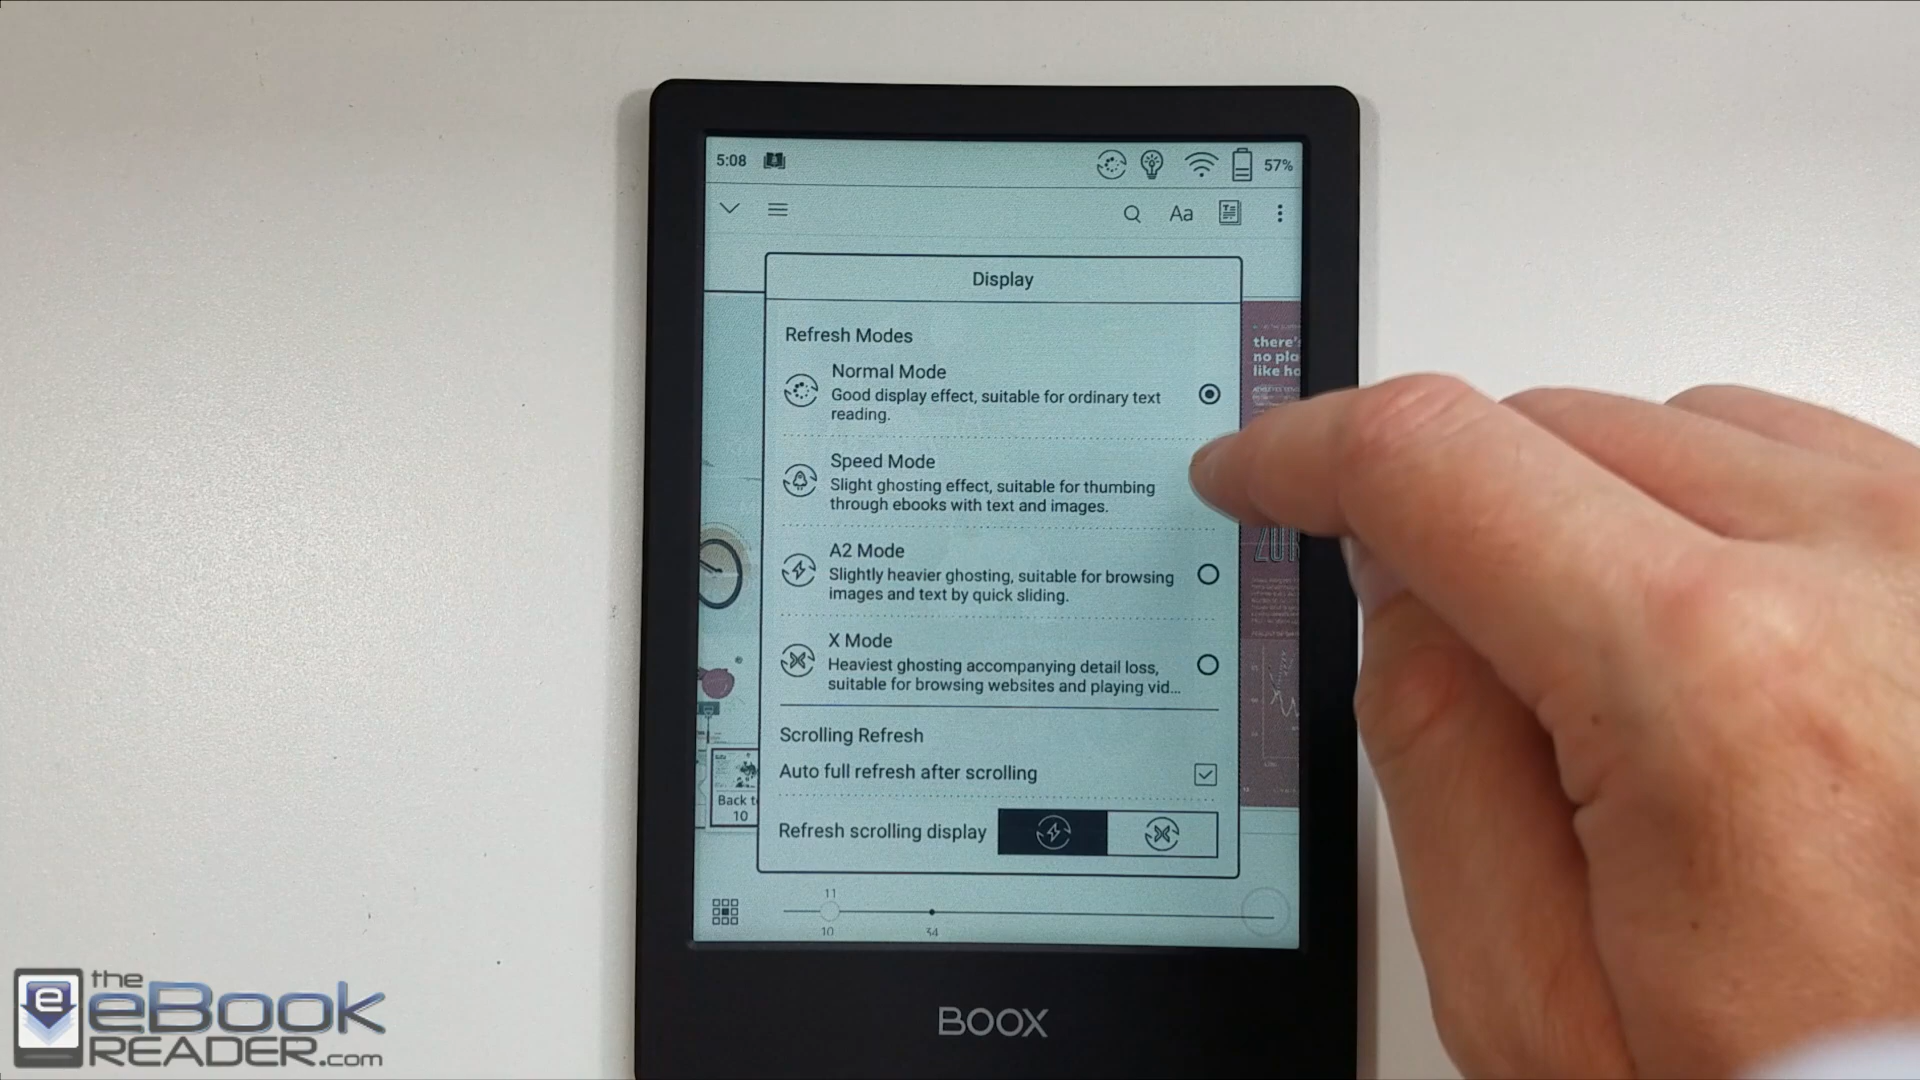 5:08
57%
Aa
Display
Refresh Modes
Normal Mode
Good display effect, suitable for ordinary text
reading.
Speed Mode
Slight ghosting effect, suitable for thumbing
through ebooks with text and images.
A2 Mode
Slightly heavier ghosting, suitable for browsing
images and text by quick sliding.
X Mode
Heaviest ghosting accompanying detail loss,
suitable for browsing websites and playing vid...
Scrolling Refresh
Auto full refresh after scrolling
Refresh scrolling display
there's
no pla
like ho
Back t
10
11
10
34
BOOX
the
eBook
READER.com